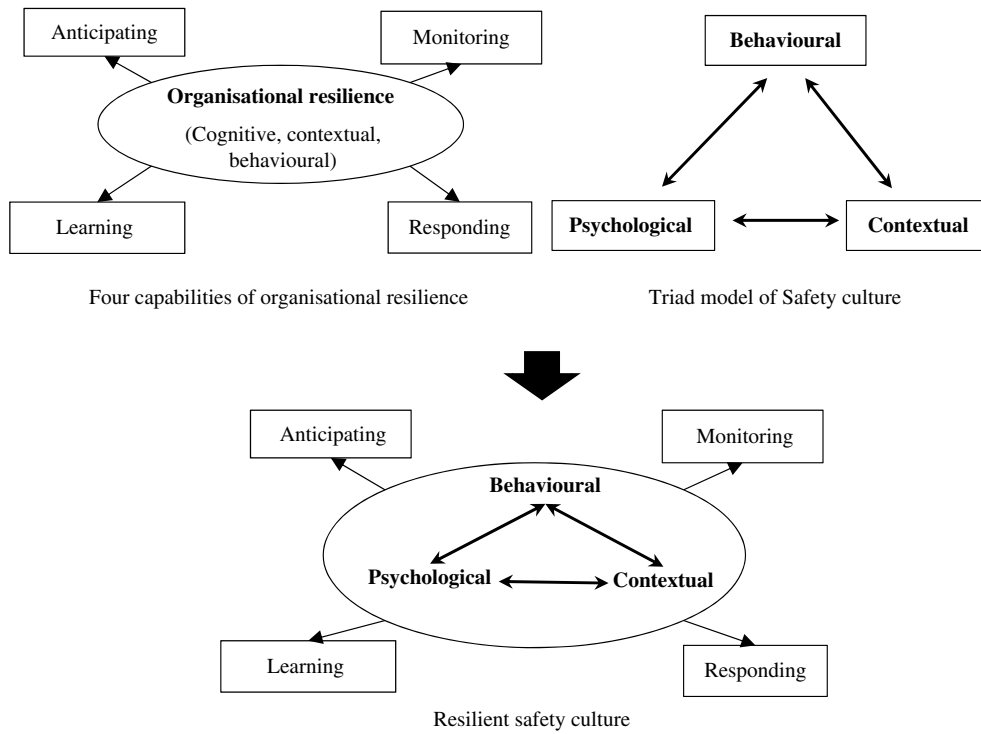 Anticipating
Monitoring
Organisational resilience
(Cognitive, contextual,
behavioural)
Learning
Responding
Four capabilities of organisational resilience
Behavioural
Psychological
Contextual
Triad model of Safety culture
Anticipating
Monitoring
Behavioural
Psychological
Contextual
Learning
Responding
Resilient safety culture